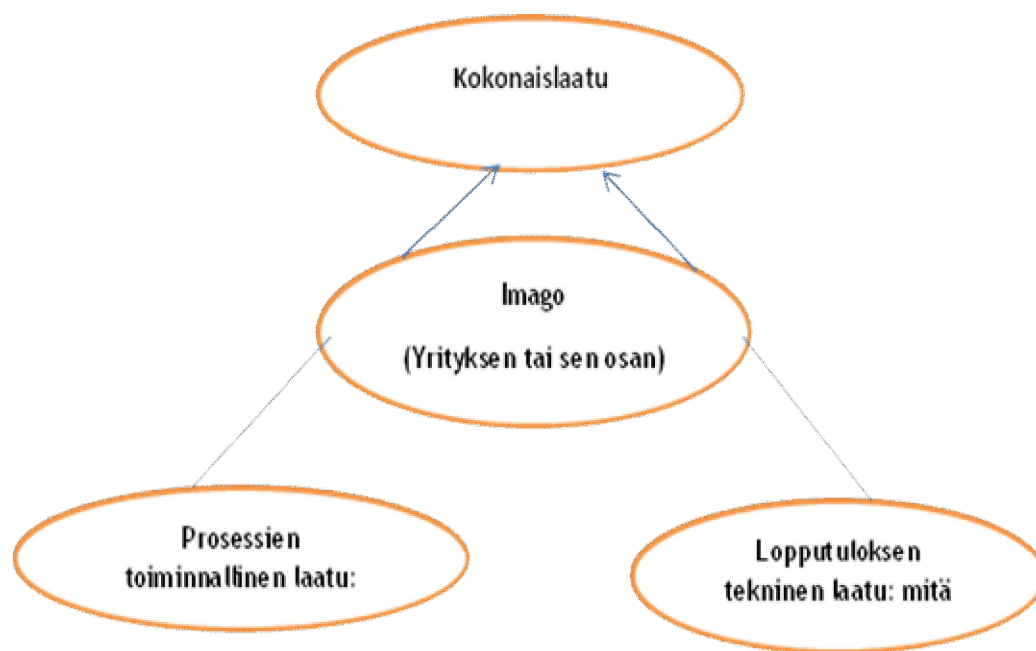 Kokonaislaatu
Imago
(Yrityksen tai sen osan)
Prosessien
toiminnallinen laatu:
Lopputuloksen
tekninen laatu: mitä